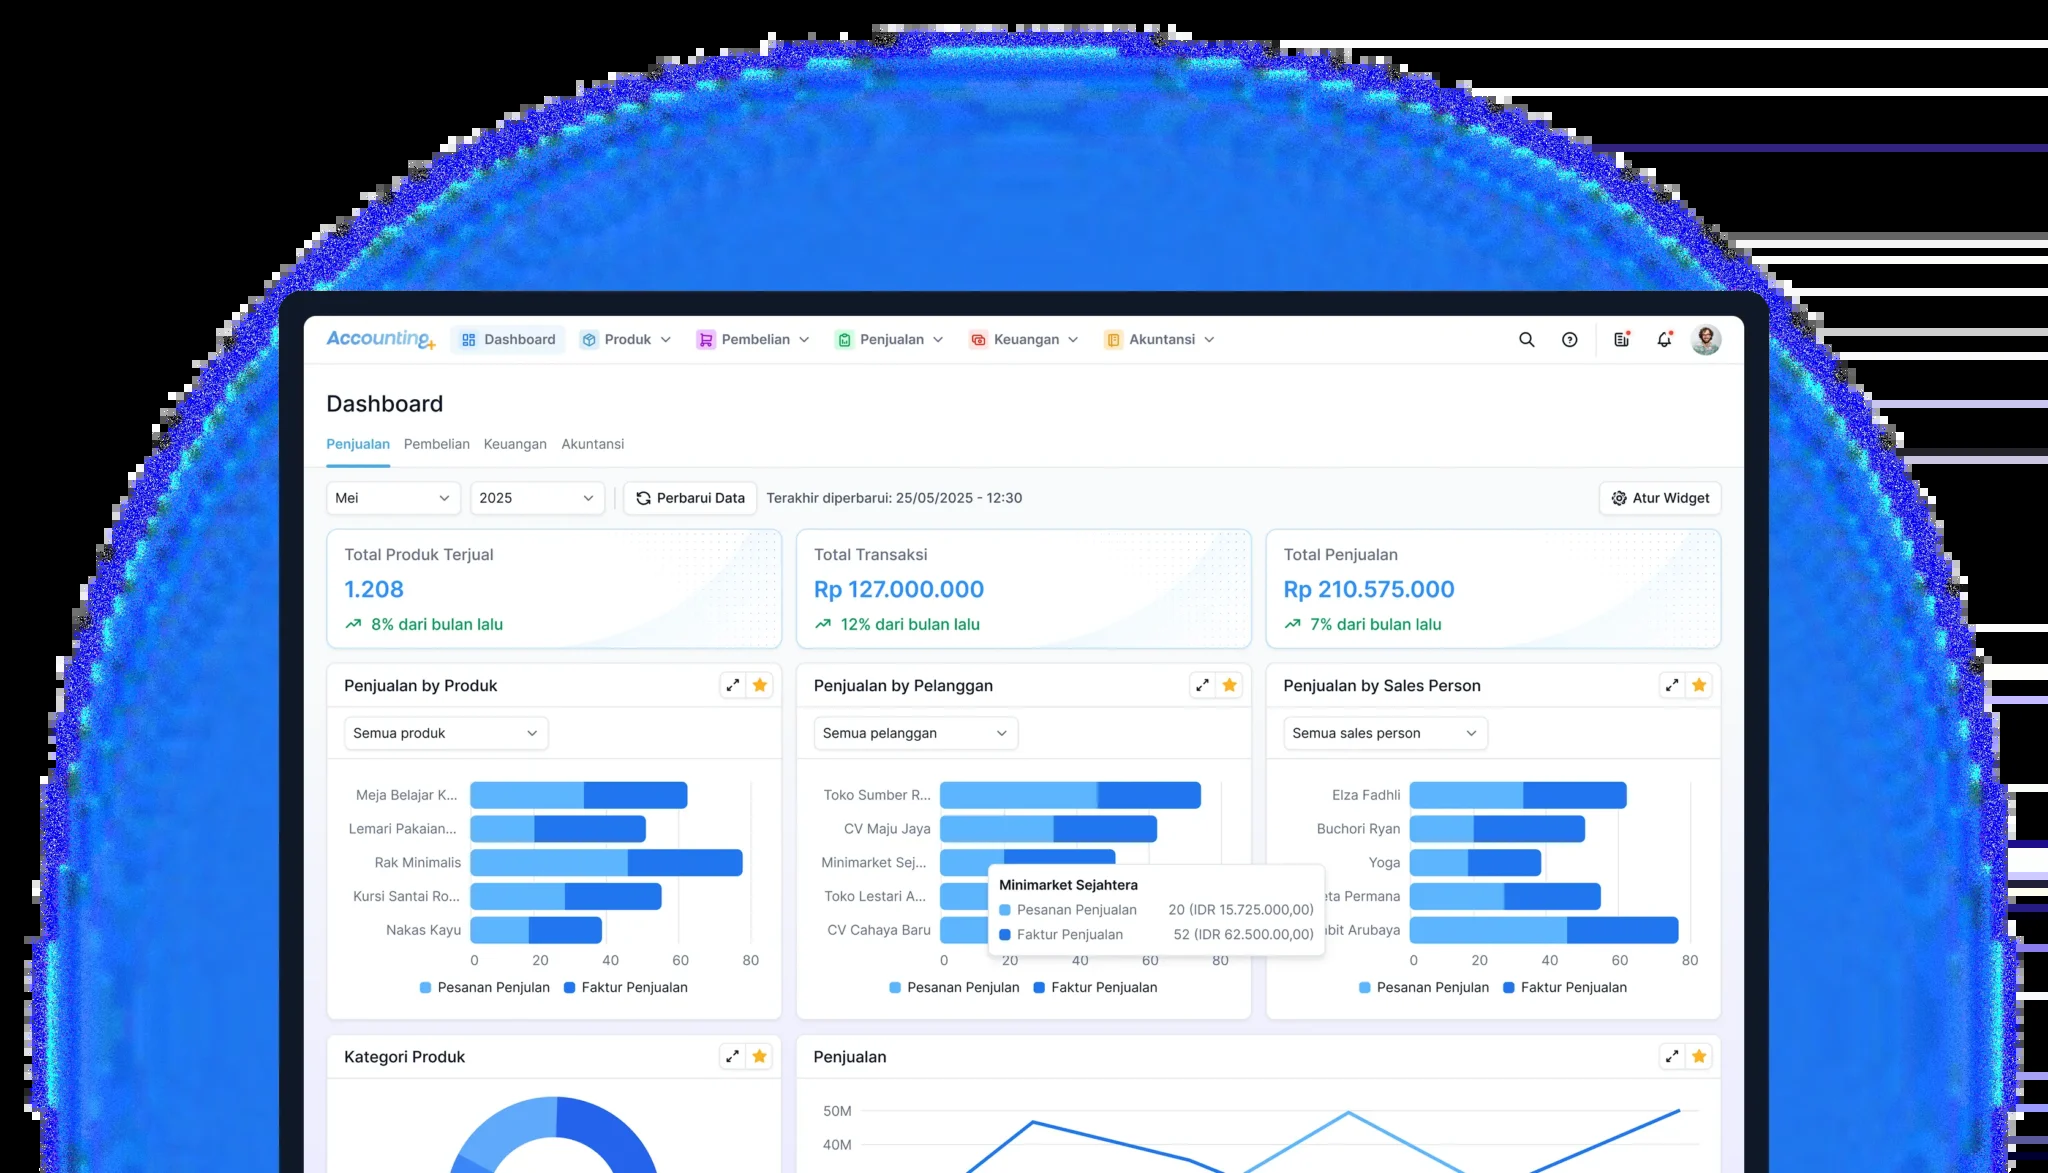 Accounting+
Dashboard
Produk
Pembelian
Penjualan
Keuangan
Akuntansi
Dashboard
Penjualan
Pembelian
Keuangan
Akuntansi
Mei
2025
Perbarui Data
Terakhir diperbarui: 25/05/2025 - 12:30
Atur Widget
Total Produk Terjual
1.208
8% dari bulan lalu
Total Transaksi
Rp 127.000.000
12% dari bulan lalu
Total Penjualan
Rp 210.575.000
7% dari bulan lalu
Penjualan by Produk
Semua produk
Meja Belajar K...
Lemari Pakaian...
Rak Minimalis
Kursi Santai Ro...
Nakas Kayu
0 20 40 60 80
Pesanan Penjulan Faktur Penjualan
Penjualan by Pelanggan
Semua pelanggan
Toko Sumber R...
CV Maju Jaya
Minimarket Sej...
Toko Lestari A...
CV Cahaya Baru
Minimarket Sejahtera
Pesanan Penjualan 20 (IDR 15.725.000,00)
Faktur Penjualan 52 (IDR 62.500.00,00)
0 20 40 60 80
Pesanan Penjulan Faktur Penjualan
Penjualan by Sales Person
Semua sales person
Elza Fadhli
Buchori Ryan
Yoga
eta Permana
bit Arubaya
0 20 40 60 80
Pesanan Penjulan Faktur Penjualan
Kategori Produk
Penjualan
50M
40M